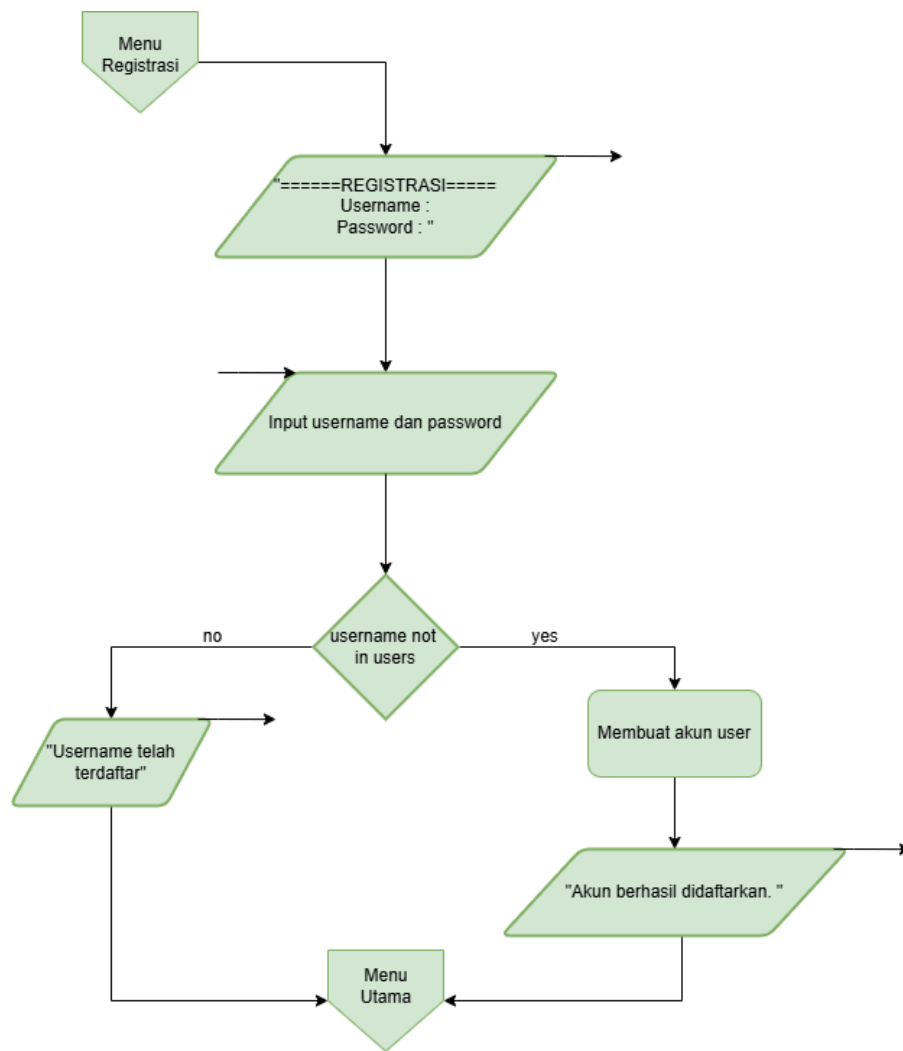 Menu
Registrasi
"======REGISTRASI=====
Username :
Password : "
Input username dan password
username not
in users
no
yes
"Username telah
terdaftar"
Membuat akun user
"Akun berhasil didaftarkan. "
Menu
Utama